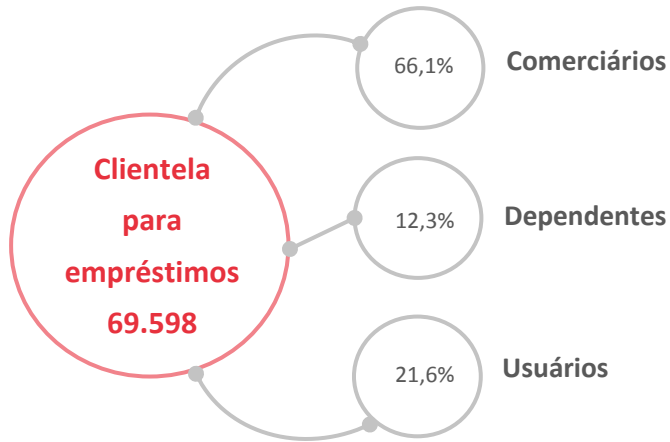 Clientela
para
empréstimos
69.598
66,1%
Comerciários
12,3%
Dependentes
21,6%
Usuários